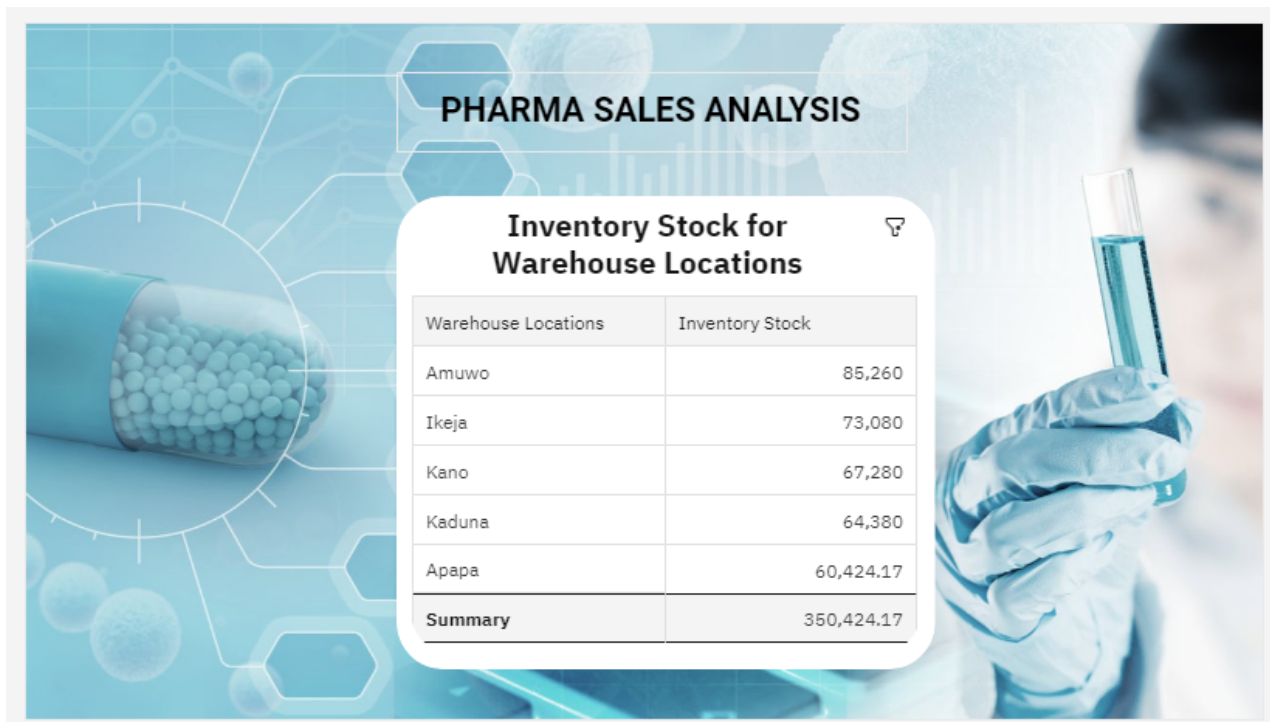 PHARMA SALES ANALYSIS
Inventory Stock for
Warehouse Locations
Warehouse Locations Inventory Stock
Amuwo 85,260
Ikeja 73,080
Kano 67,280
Kaduna 64,380
Apapa 60,424.17
Summary 350,424.17